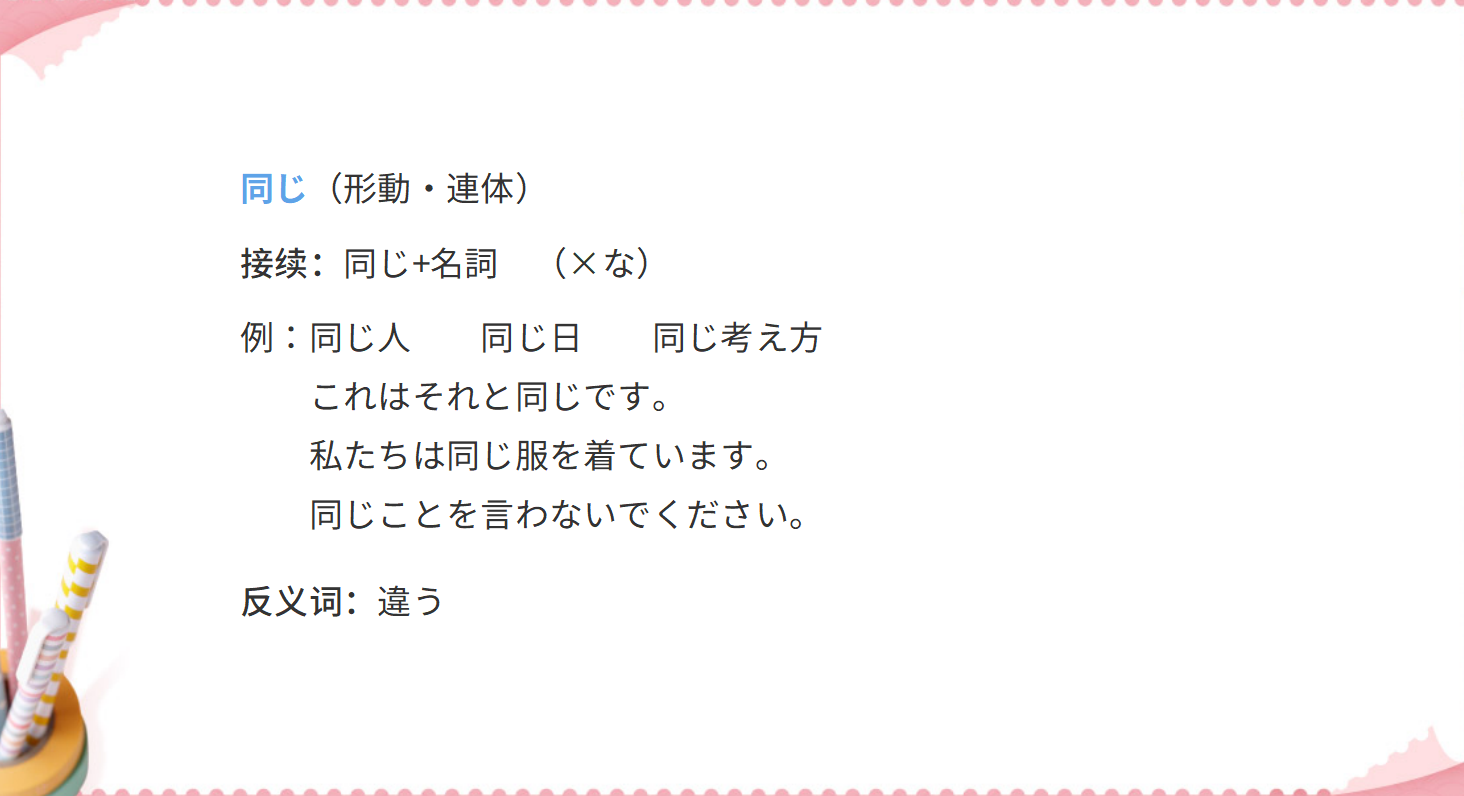 同じ（形動・連体）
接续：同じ+名詞　（×な）
例：同じ人　　同じ日　　同じ考え方
これはそれと同じです。
私たちは同じ服を着ています。
同じことを言わないでください。
反义词：違う